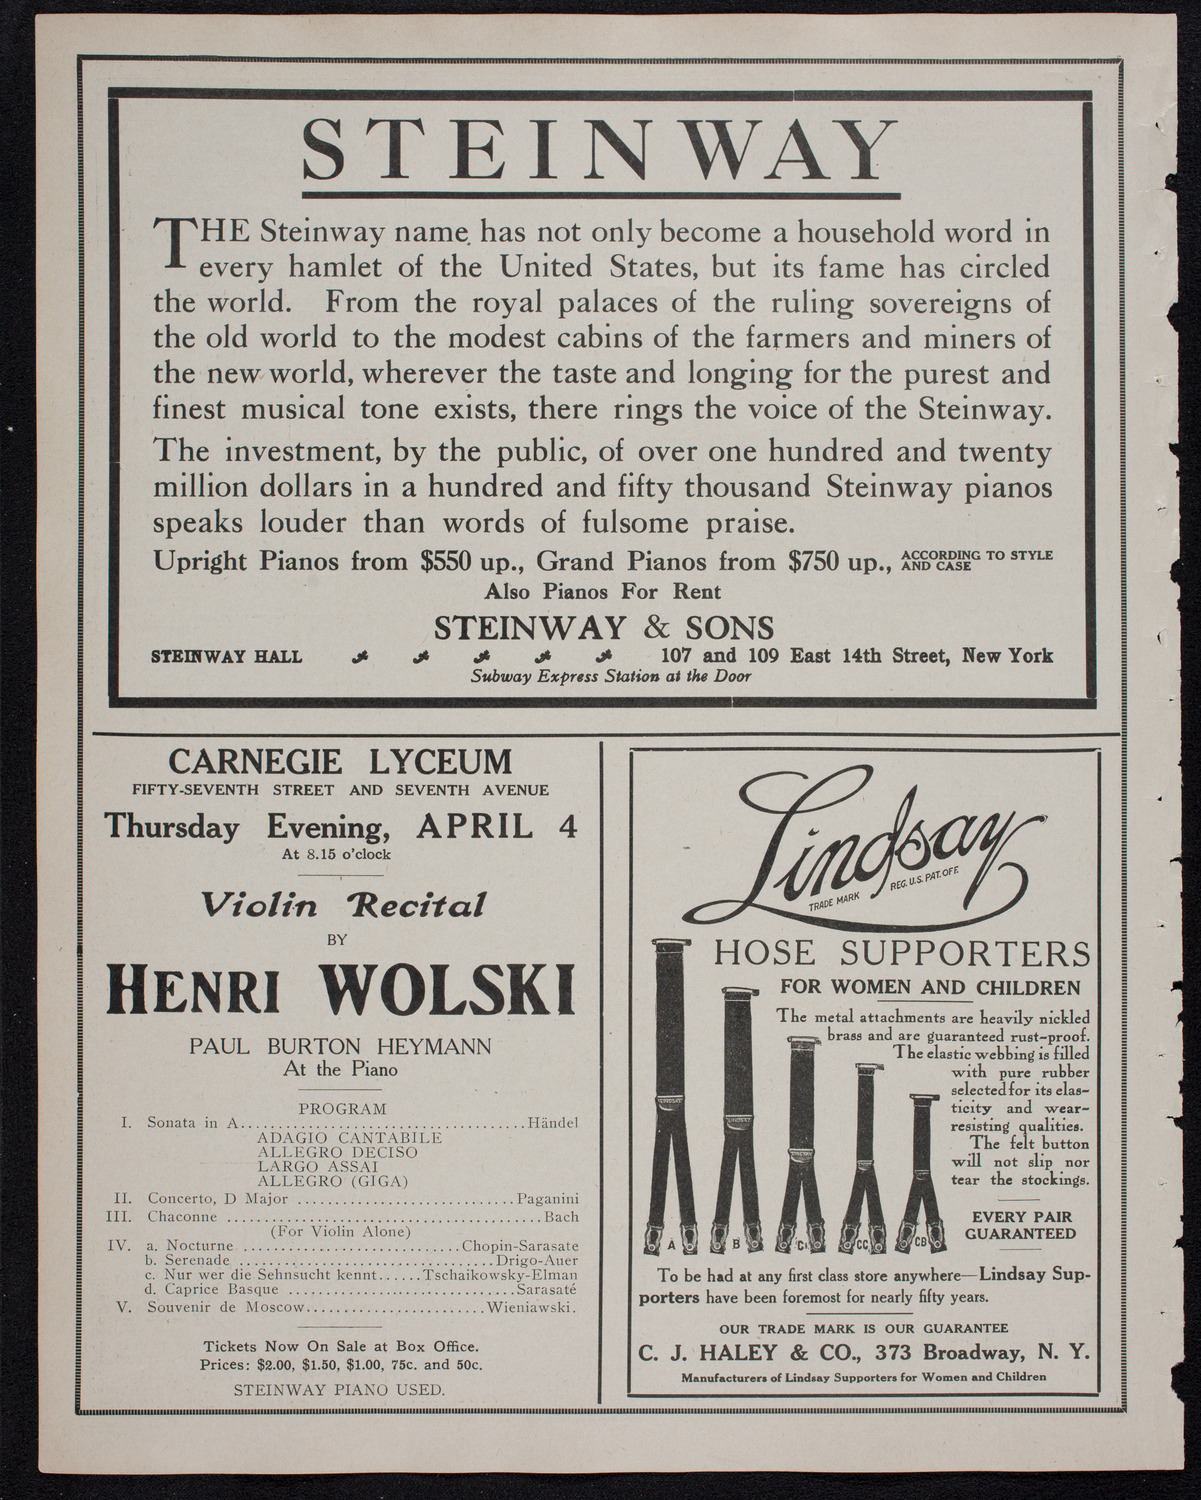 STEINWAY
THE Steinway name has not only become a household word in
every hamlet of the United States, but its fame has circled
the world. From the royal palaces of the ruling sovereigns of
the old world to the modest cabins of the farmers and miners of
the new world, wherever the taste and longing for the purest and
finest musical tone exists, there rings the voice of the Steinway.
The investment, by the public, of over one hundred and twenty
million dollars in a hundred and fifty thousand Steinway pianos
speaks louder than words of fulsome praise.
Upright Pianos from $550 up., Grand Pianos from $750 up., ACCORDING TO STYLE AND CASE
Also Pianos For Rent
STEINWAY & SONS
STEINWAY HALL 107 and 109 East 14th Street, New York
Subway Express Station at the Door
CARNEGIE LYCEUM
FIFTY-SEVENTH STREET AND SEVENTH AVENUE
Thursday Evening, APRIL 4
At 8.15 o'clock
Violin Recital
BY
HENRI WOLSKI
PAUL BURTON HEYMANN
At the Piano
PROGRAM
I. Sonata in A....................................Händel
ADAGIO CANTABILE
ALLEGRO DECISO
LARGO ASSAI
ALLEGRO (GIGA)
II. Concerto, D Major ............................Paganini
III. Chaonne ........................................Bach
(For Violin Alone)
IV. a. Nocturne ............................Chopin-Sarasate
b. Serenade .................................Drigo-Auer
c. Nur wer die Sehnsucht kennt......Tschaikowsky-Elman
d. Caprice Basque .............................Sarasaté
V. Souvenir de Moscow.......................Wieniawski.
Tickets Now On Sale at Box Office.
Prices: $2.00, $1.50, $1.00, 75c. and 50c.
STEINWAY PIANO USED.
Lindsay
TRADE MARK REG. U.S. PAT. OFF.
HOSE SUPPORTERS
FOR WOMEN AND CHILDREN
The metal attachments are heavily nickled
brass and are guaranteed rust-proof.
The elastic webbing is filled
with pure rubber
selected for its elas-
ticity and wear-
resisting qualities.
The felt button
will not slip nor
tear the stockings.
EVERY PAIR
GUARANTEED
LINDSAY
LINDSAY
A B C CC CB
To be had at any first class store anywhere—Lindsay Sup-
porters have been foremost for nearly fifty years.
OUR TRADE MARK IS OUR GUARANTEE
C. J. HALEY & CO., 373 Broadway, N. Y.
Manufacturers of Lindsay Supporters for Women and Children